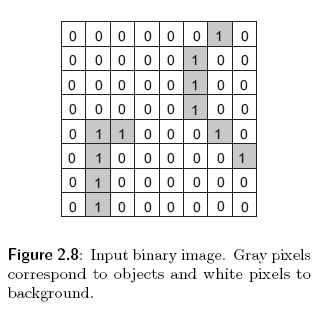 0 0 0 0 0 0 1 0
0 0 0 0 0 1 0 0
0 0 0 0 0 1 0 0
0 0 0 0 0 1 0 0
0 1 1 0 0 0 1 0
0 1 0 0 0 0 0 1
0 1 0 0 0 0 0 0
0 1 0 0 0 0 0 0
Figure 2.8: Input binary image. Gray pixels
correspond to objects and white pixels to
background.